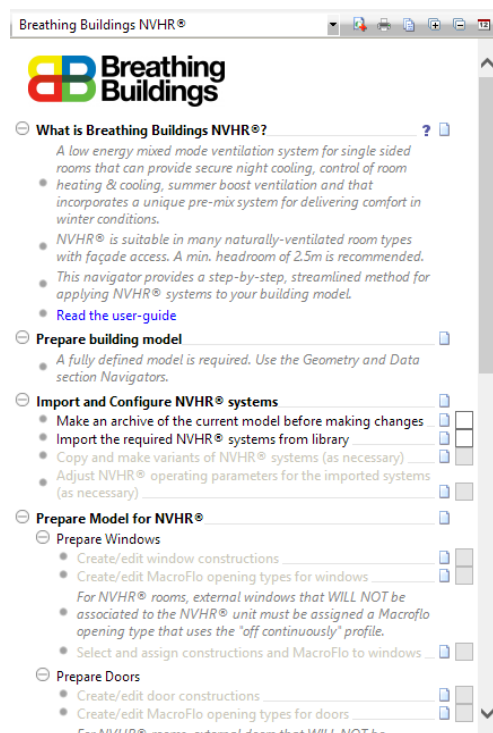 Breathing Buildings NVHR®
12
Breathing
Buildings
What is Breathing Buildings NVHR®? ?
A low energy mixed mode ventilation system for single sided
rooms that can provide secure night cooling, control of room
heating & cooling, summer boost ventilation and that
incorporates a unique pre-mix system for delivering comfort in
winter conditions.
NVHR® is suitable in many naturally-ventilated room types
with façade access. A min. headroom of 2.5m is recommended.
This navigator provides a step-by-step, streamlined method for
applying NVHR® systems to your building model.
Read the user-guide
Prepare building model
A fully defined model is required. Use the Geometry and Data
section Navigators.
Import and Configure NVHR® systems
Make an archive of the current model before making changes
Import the required NVHR® systems from library
Copy and make variants of NVHR® systems (as necessary)
Adjust NVHR® operating parameters for the imported systems
(as necessary)
Prepare Model for NVHR®
Prepare Windows
Create/edit window constructions
Create/edit MacroFlo opening types for windows
For NVHR® rooms, external windows that WILL NOT be
associated to the NVHR® unit must be assigned a Macroflo
opening type that uses the "off continuously" profile.
Select and assign constructions and MacroFlo to windows
Prepare Doors
Create/edit door constructions
Create/edit MacroFlo opening types for doors
For NVHR® rooms, external doors that WILL NOT be